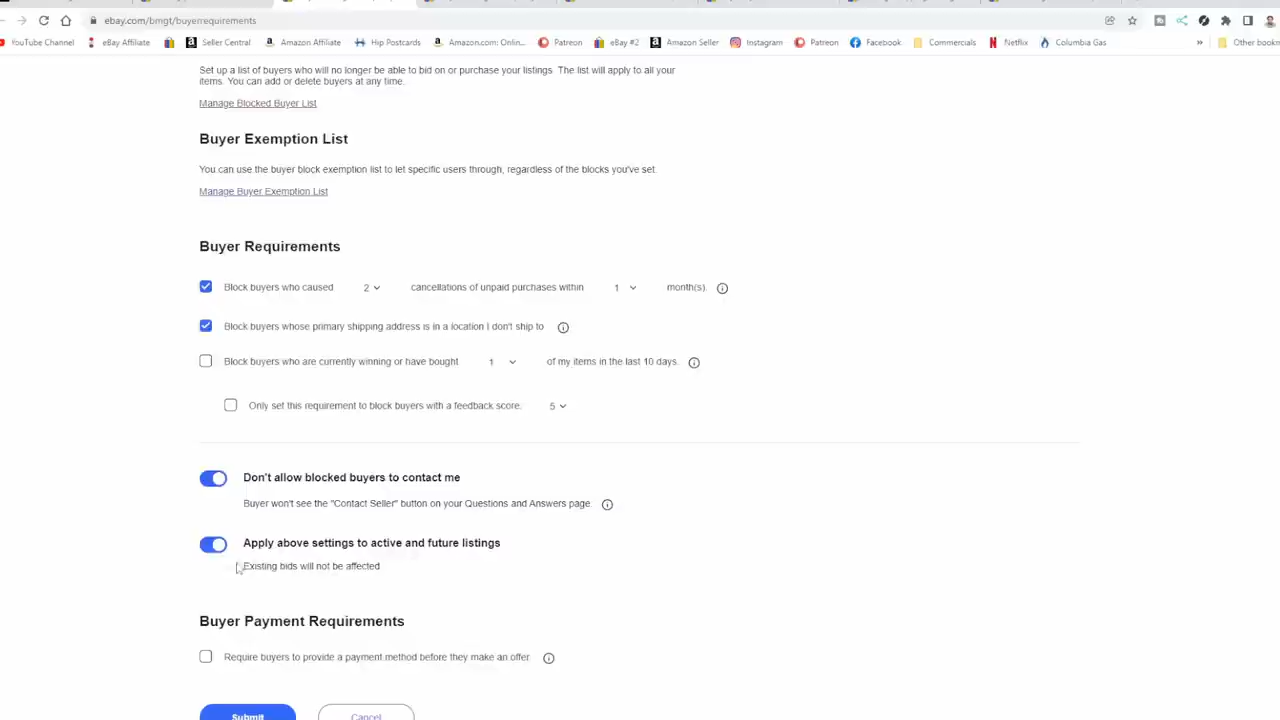 ebay.com/bmgt/buyerrequirements
YouTube Channel eBay Affiliate Seller Central Amazon Affiliate Hip Postcards Amazon.com: Onlin... Patreon eBay #2 Amazon Seller Instagram Patreon Facebook Commercials Netflix Columbia Gas » Other bookm
Set up a list of buyers who will no longer be able to bid on or purchase your listings. The list will apply to all your
items. You can add or delete buyers at any time.
Manage Blocked Buyer List
Buyer Exemption List
You can use the buyer block exemption list to let specific users through, regardless of the blocks you've set.
Manage Buyer Exemption List
Buyer Requirements
Block buyers who caused 2 cancellations of unpaid purchases within 1 month(s).
Block buyers whose primary shipping address is in a location I don't ship to
Block buyers who are currently winning or have bought 1 of my items in the last 10 days.
Only set this requirement to block buyers with a feedback score. 5
Don't allow blocked buyers to contact me
Buyer won't see the "Contact Seller" button on your Questions and Answers page
Apply above settings to active and future listings
Existing bids will not be affected
Buyer Payment Requirements
Require buyers to provide a payment method before they make an offer
Submit Cancel